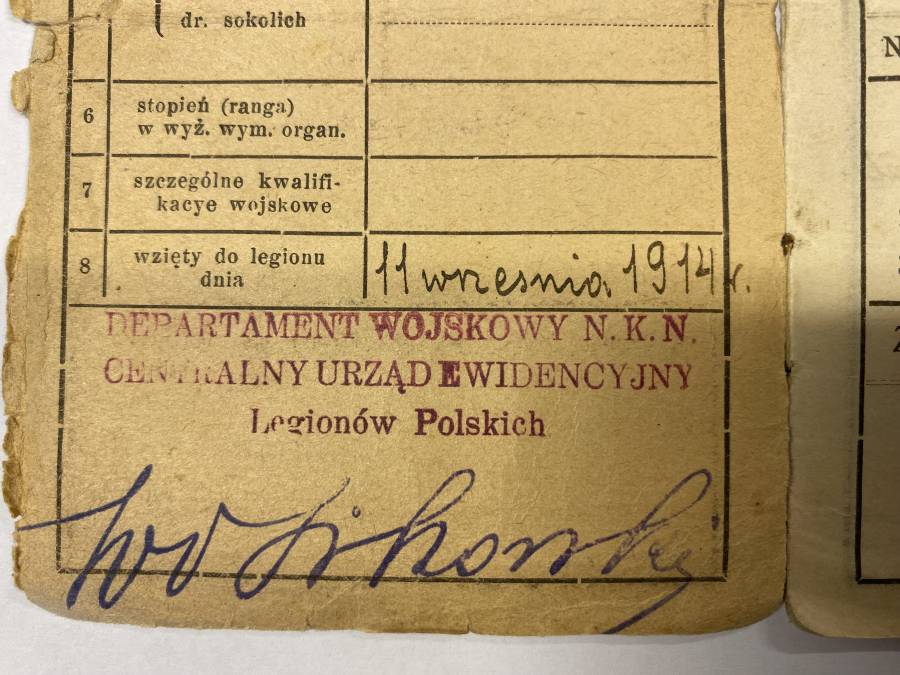 dr. sokolich
6 stopień (ranga)
w wyż. wym. organ.
7 szczególne kwalifi-
kacye wojskowe
8 wzięty do legionu
dnia 11 wrzesnia 1914 r.
DEPARTAMENT WOJSKOWY N. K. N.
CENTRALNY URZĄD EWIDENCYJNY
Legionów Polskich
Sikorski
N